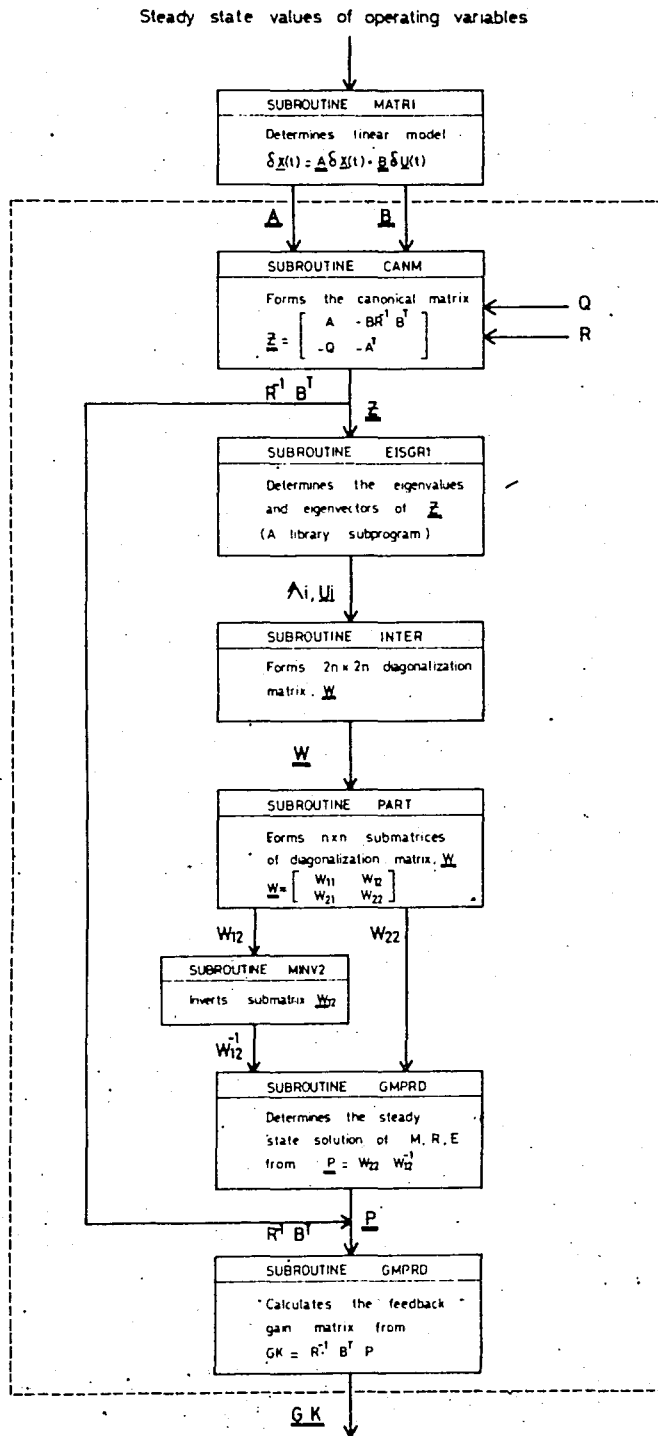 Steady state values of operating variables
SUBROUTINE MATRI
Determines linear model
δX(t) = A δX(t) + B δU(t)
A B
SUBROUTINE CANM
Forms the canonical matrix
Z = [ A -BR⁻¹ Bᵀ
-Q -Aᵀ ]
Q
R
R⁻¹ Bᵀ
Z
SUBROUTINE EISGR1
Determines the eigenvalues
and eigenvectors of Z
(A library subprogram)
Λi, Ui
SUBROUTINE INTER
Forms 2n × 2n diagonalization
matrix, W
W
SUBROUTINE PART
Forms n×n submatrices
of diagonalization matrix, W
W = [ W₁₁ W₁₂
W₂₁ W₂₂ ]
W₁₂ W₂₂
SUBROUTINE MINV2
Inverts submatrix W₁₂
W₁₂⁻¹
SUBROUTINE GMPRD
Determines the steady
state solution of M.R.E
from P = W₂₂ W₁₂⁻¹
R⁻¹ Bᵀ
P
SUBROUTINE GMPRD
Calculates the feedback
gain matrix from
GK = R⁻¹ Bᵀ P
GK